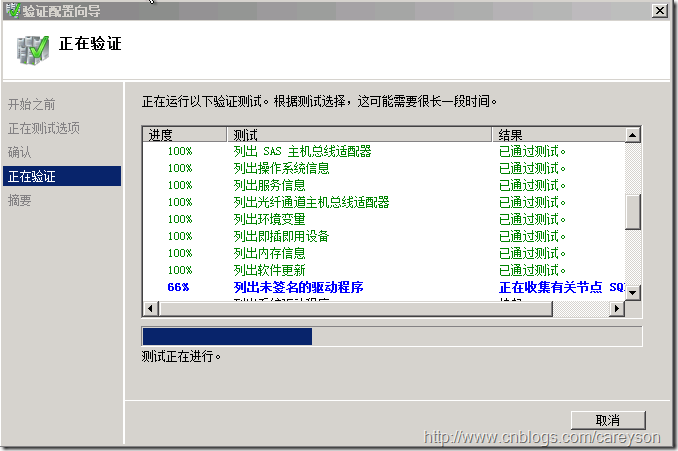 验证配置向导
正在验证
开始之前
正在测试选项
确认
正在验证
摘要
正在运行以下验证测试。根据测试选择，这可能需要很长一段时间。
进度 测试 结果
100% 列出 SAS 主机总线适配器 已通过测试。
100% 列出操作系统信息 已通过测试。
100% 列出服务信息 已通过测试。
100% 列出光纤通道主机总线适配器 已通过测试。
100% 列出环境变量 已通过测试。
100% 列出即插即用设备 已通过测试。
100% 列出内存信息 已通过测试。
100% 列出软件更新 已通过测试。
66% 列出未签名的驱动程序 正在收集有关节点 SQ
测试正在进行。
取消
http://www.cnblogs.com/careyson